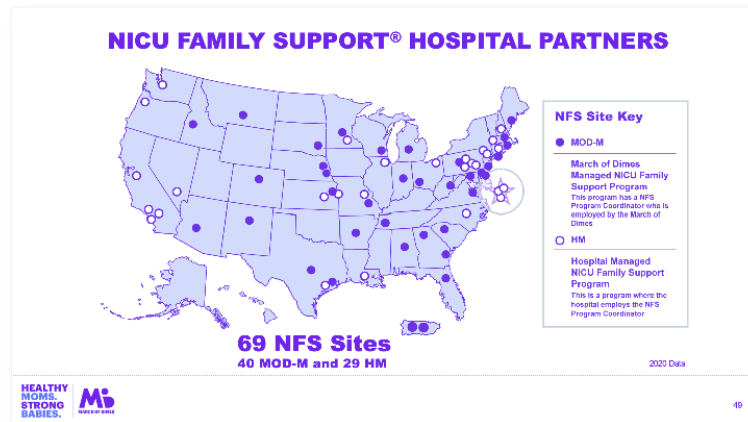 NICU FAMILY SUPPORT® HOSPITAL PARTNERS
NFS Site Key
MOD-M
March of Dimes
Managed NICU Family
Support Program
This program has a NFS
Program Coordinator who is
employed by the March of
Dimes
HM
Hospital Managed
NICU Family Support
Program
This is a program where the
hospital employs the NFS
Program Coordinator
69 NFS Sites
40 MOD-M and 29 HM
2020 Data
HEALTHY
MOMS.
STRONG
BABIES.
MARCH OF DIMES
49